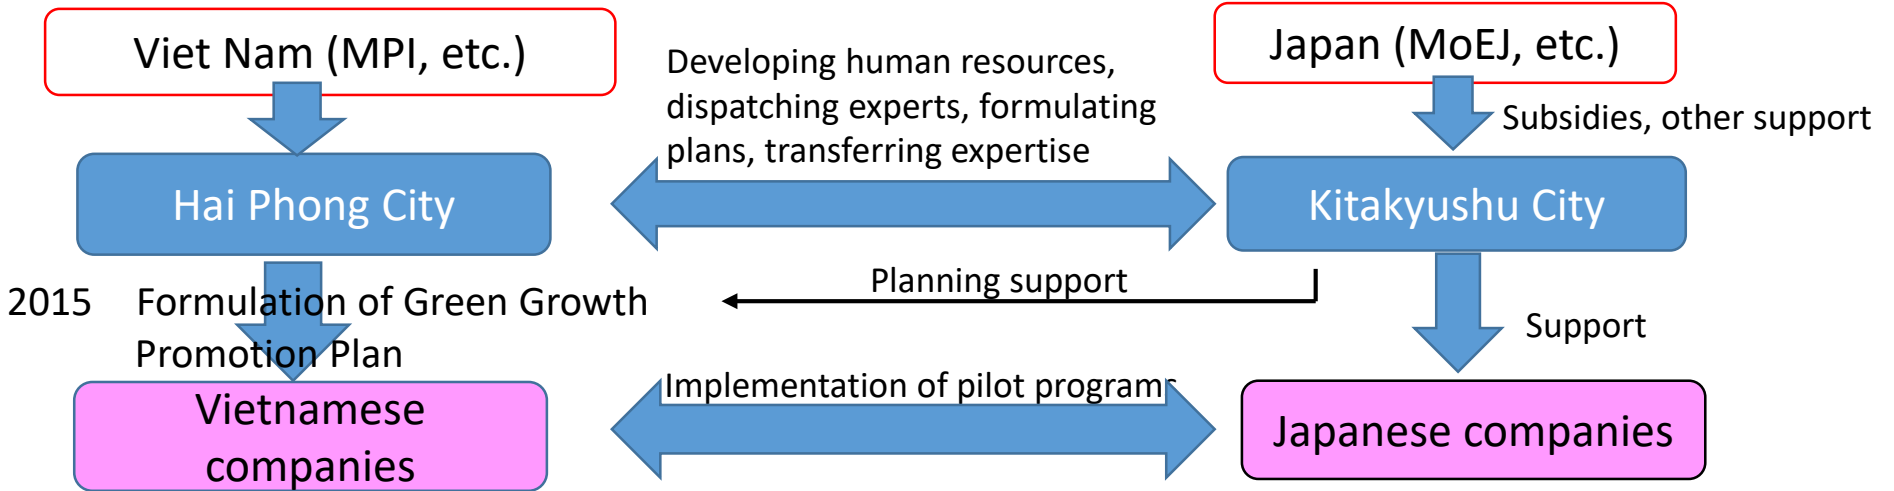 Viet Nam (MPI, etc.)
Japan (MoEJ, etc.)
Developing human resources,
dispatching experts, formulating
plans, transferring expertise
Subsidies, other support
Hai Phong City
Kitakyushu City
Planning support
2015 Formulation of Green Growth
Promotion Plan
Support
Implementation of pilot programs
Vietnamese
companies
Japanese companies